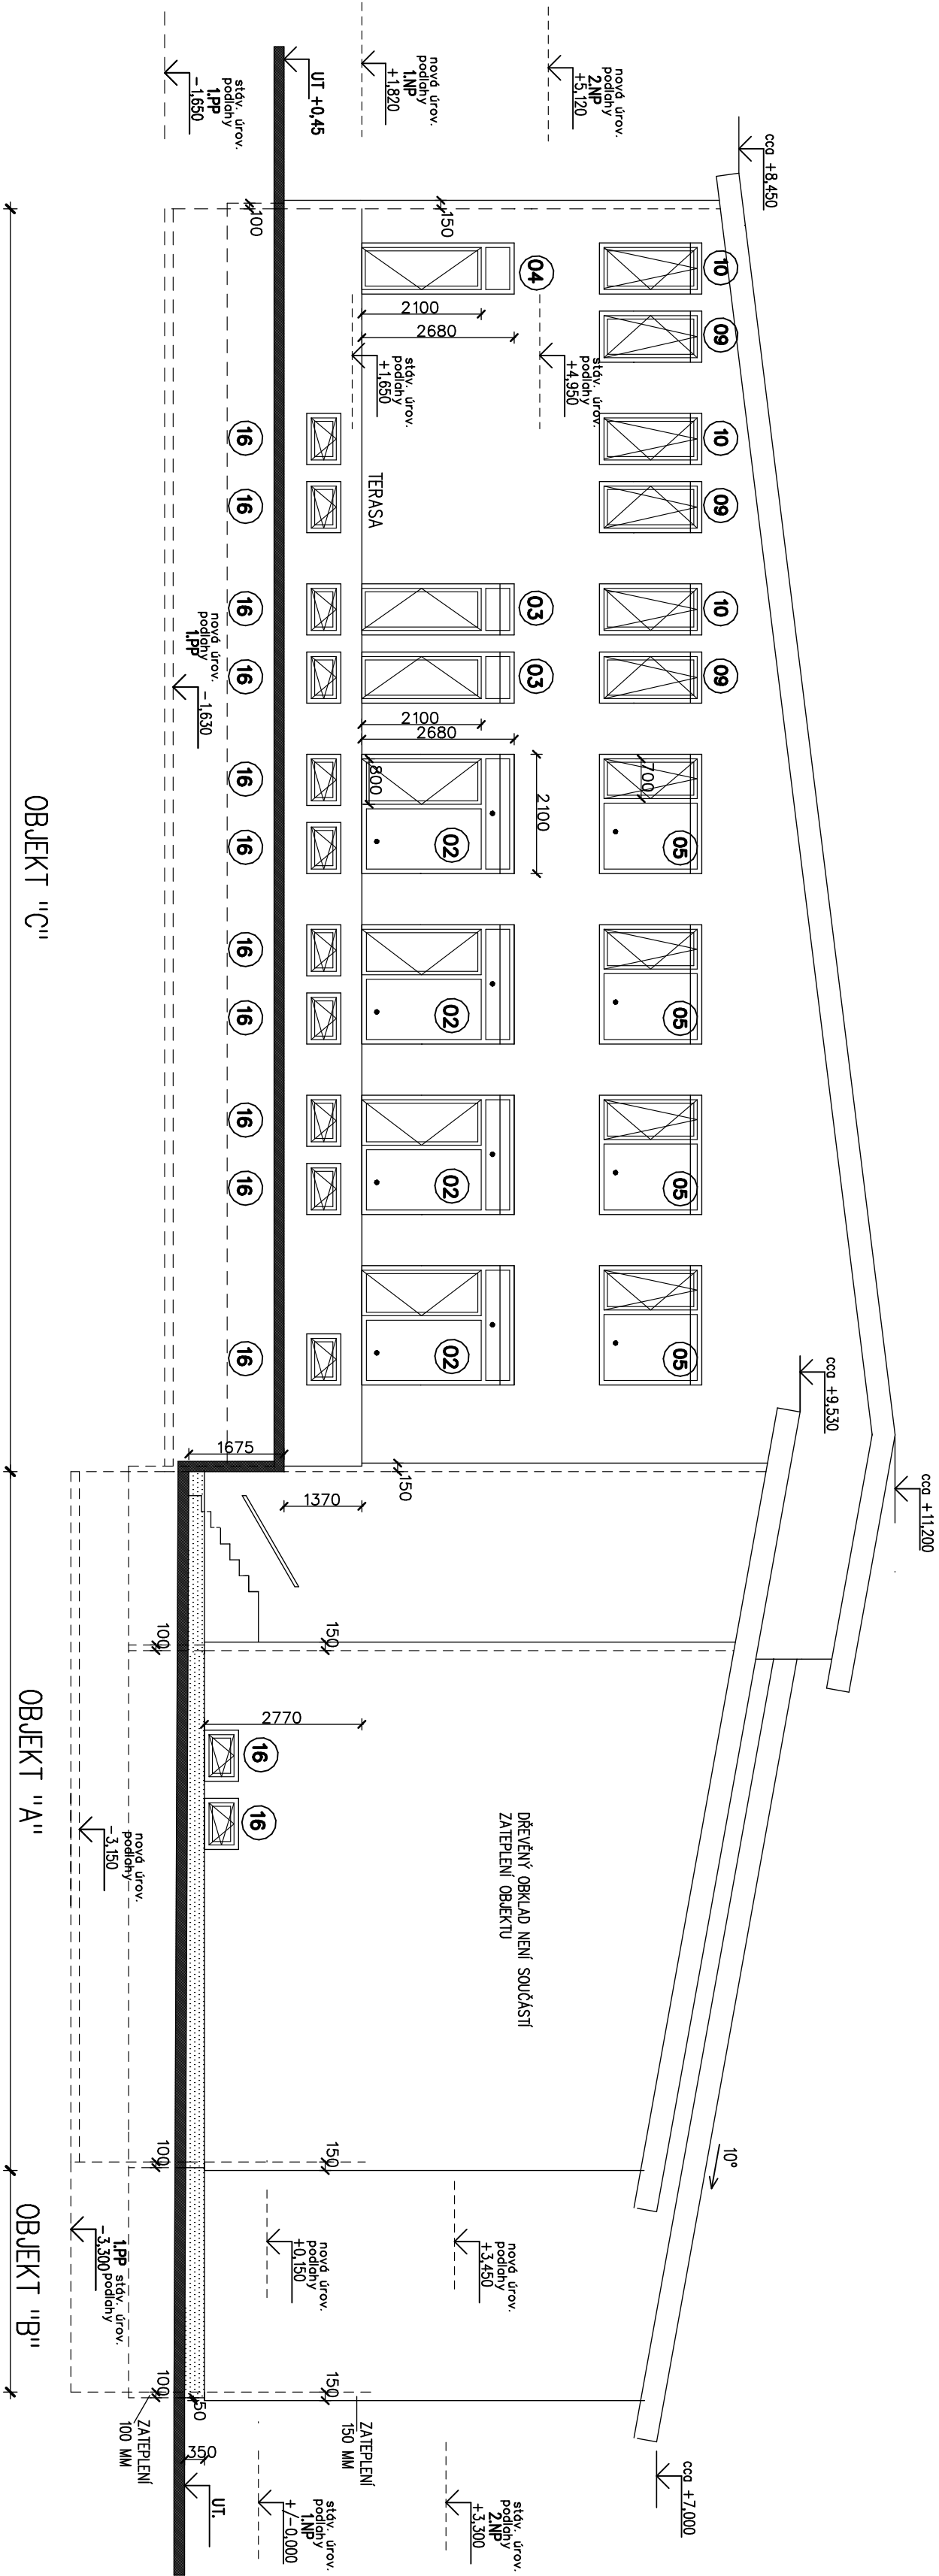 cca +8,450
cca +11,200
cca +9,530
10°
cca +7,000
nová úrov.
podlahy
2.NP
+5,120
nová úrov.
podlahy
1.NP
+1,820
UT +0,45
stáv. úrov.
podlahy
1.PP
-1,650
10
09
10
09
10
09
05
05
05
05
700
150
04
03
03
2100
2680
2100
2680
2100
800
02
02
02
02
stáv. úrov.
podlahy
+4,950
stáv. úrov.
podlahy
+1,650
TERASA
100
16
16
16
16
16
16
16
16
16
16
16
nová úrov.
podlahy
1.PP
-1,630
1675
1370
150
100
150
2770
16
16
DŘEVĚNÝ OBKLAD NENÍ SOUČÁSTÍ
ZATEPLENÍ OBJEKTU
nová úrov.
podlahy
-3,150
100
150
nová úrov.
podlahy
+3,450
nová úrov.
podlahy
+0,150
1.PP stáv. úrov.
podlahy
-3,300
150
100
50
350
ZATEPLENÍ
150 MM
ZATEPLENÍ
100 MM
UT.
stáv. úrov.
podlahy
2.NP
+3,300
stáv. úrov.
podlahy
1.NP
+/-0,000
OBJEKT "C"
OBJEKT "A"
OBJEKT "B"